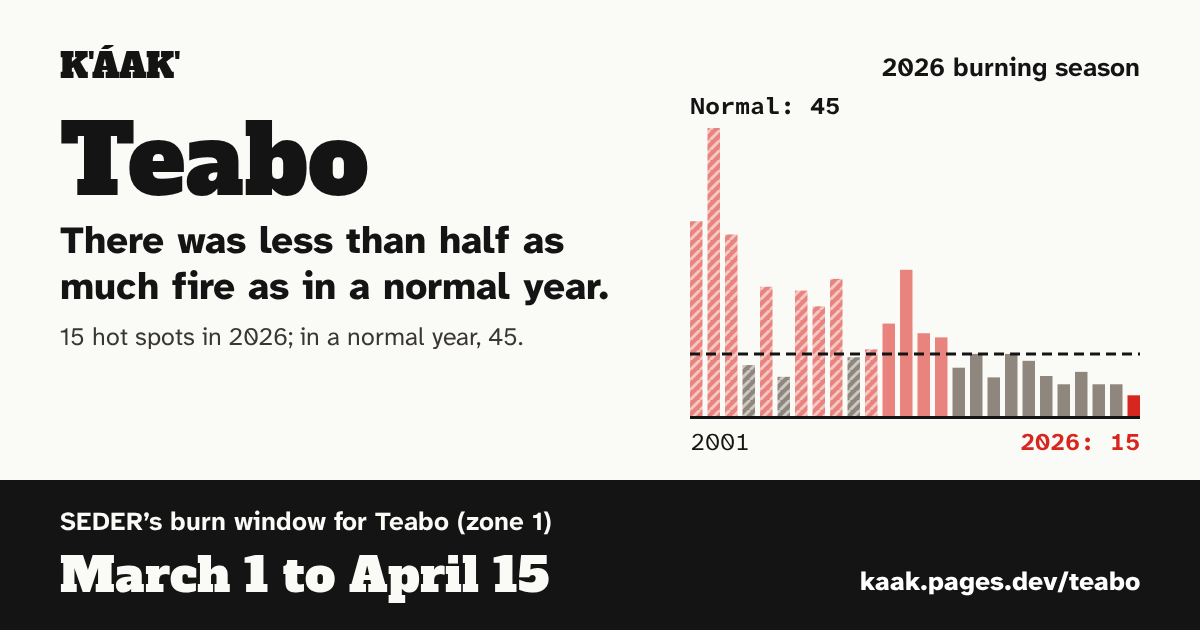 K'ÁAK'
2026 burning season
Teabo
There was less than half as
much fire as in a normal year.
15 hot spots in 2026; in a normal year, 45.
Normal: 45
2001
2026: 15
SEDER’s burn window for Teabo (zone 1)
March 1 to April 15
kaak.pages.dev/teabo